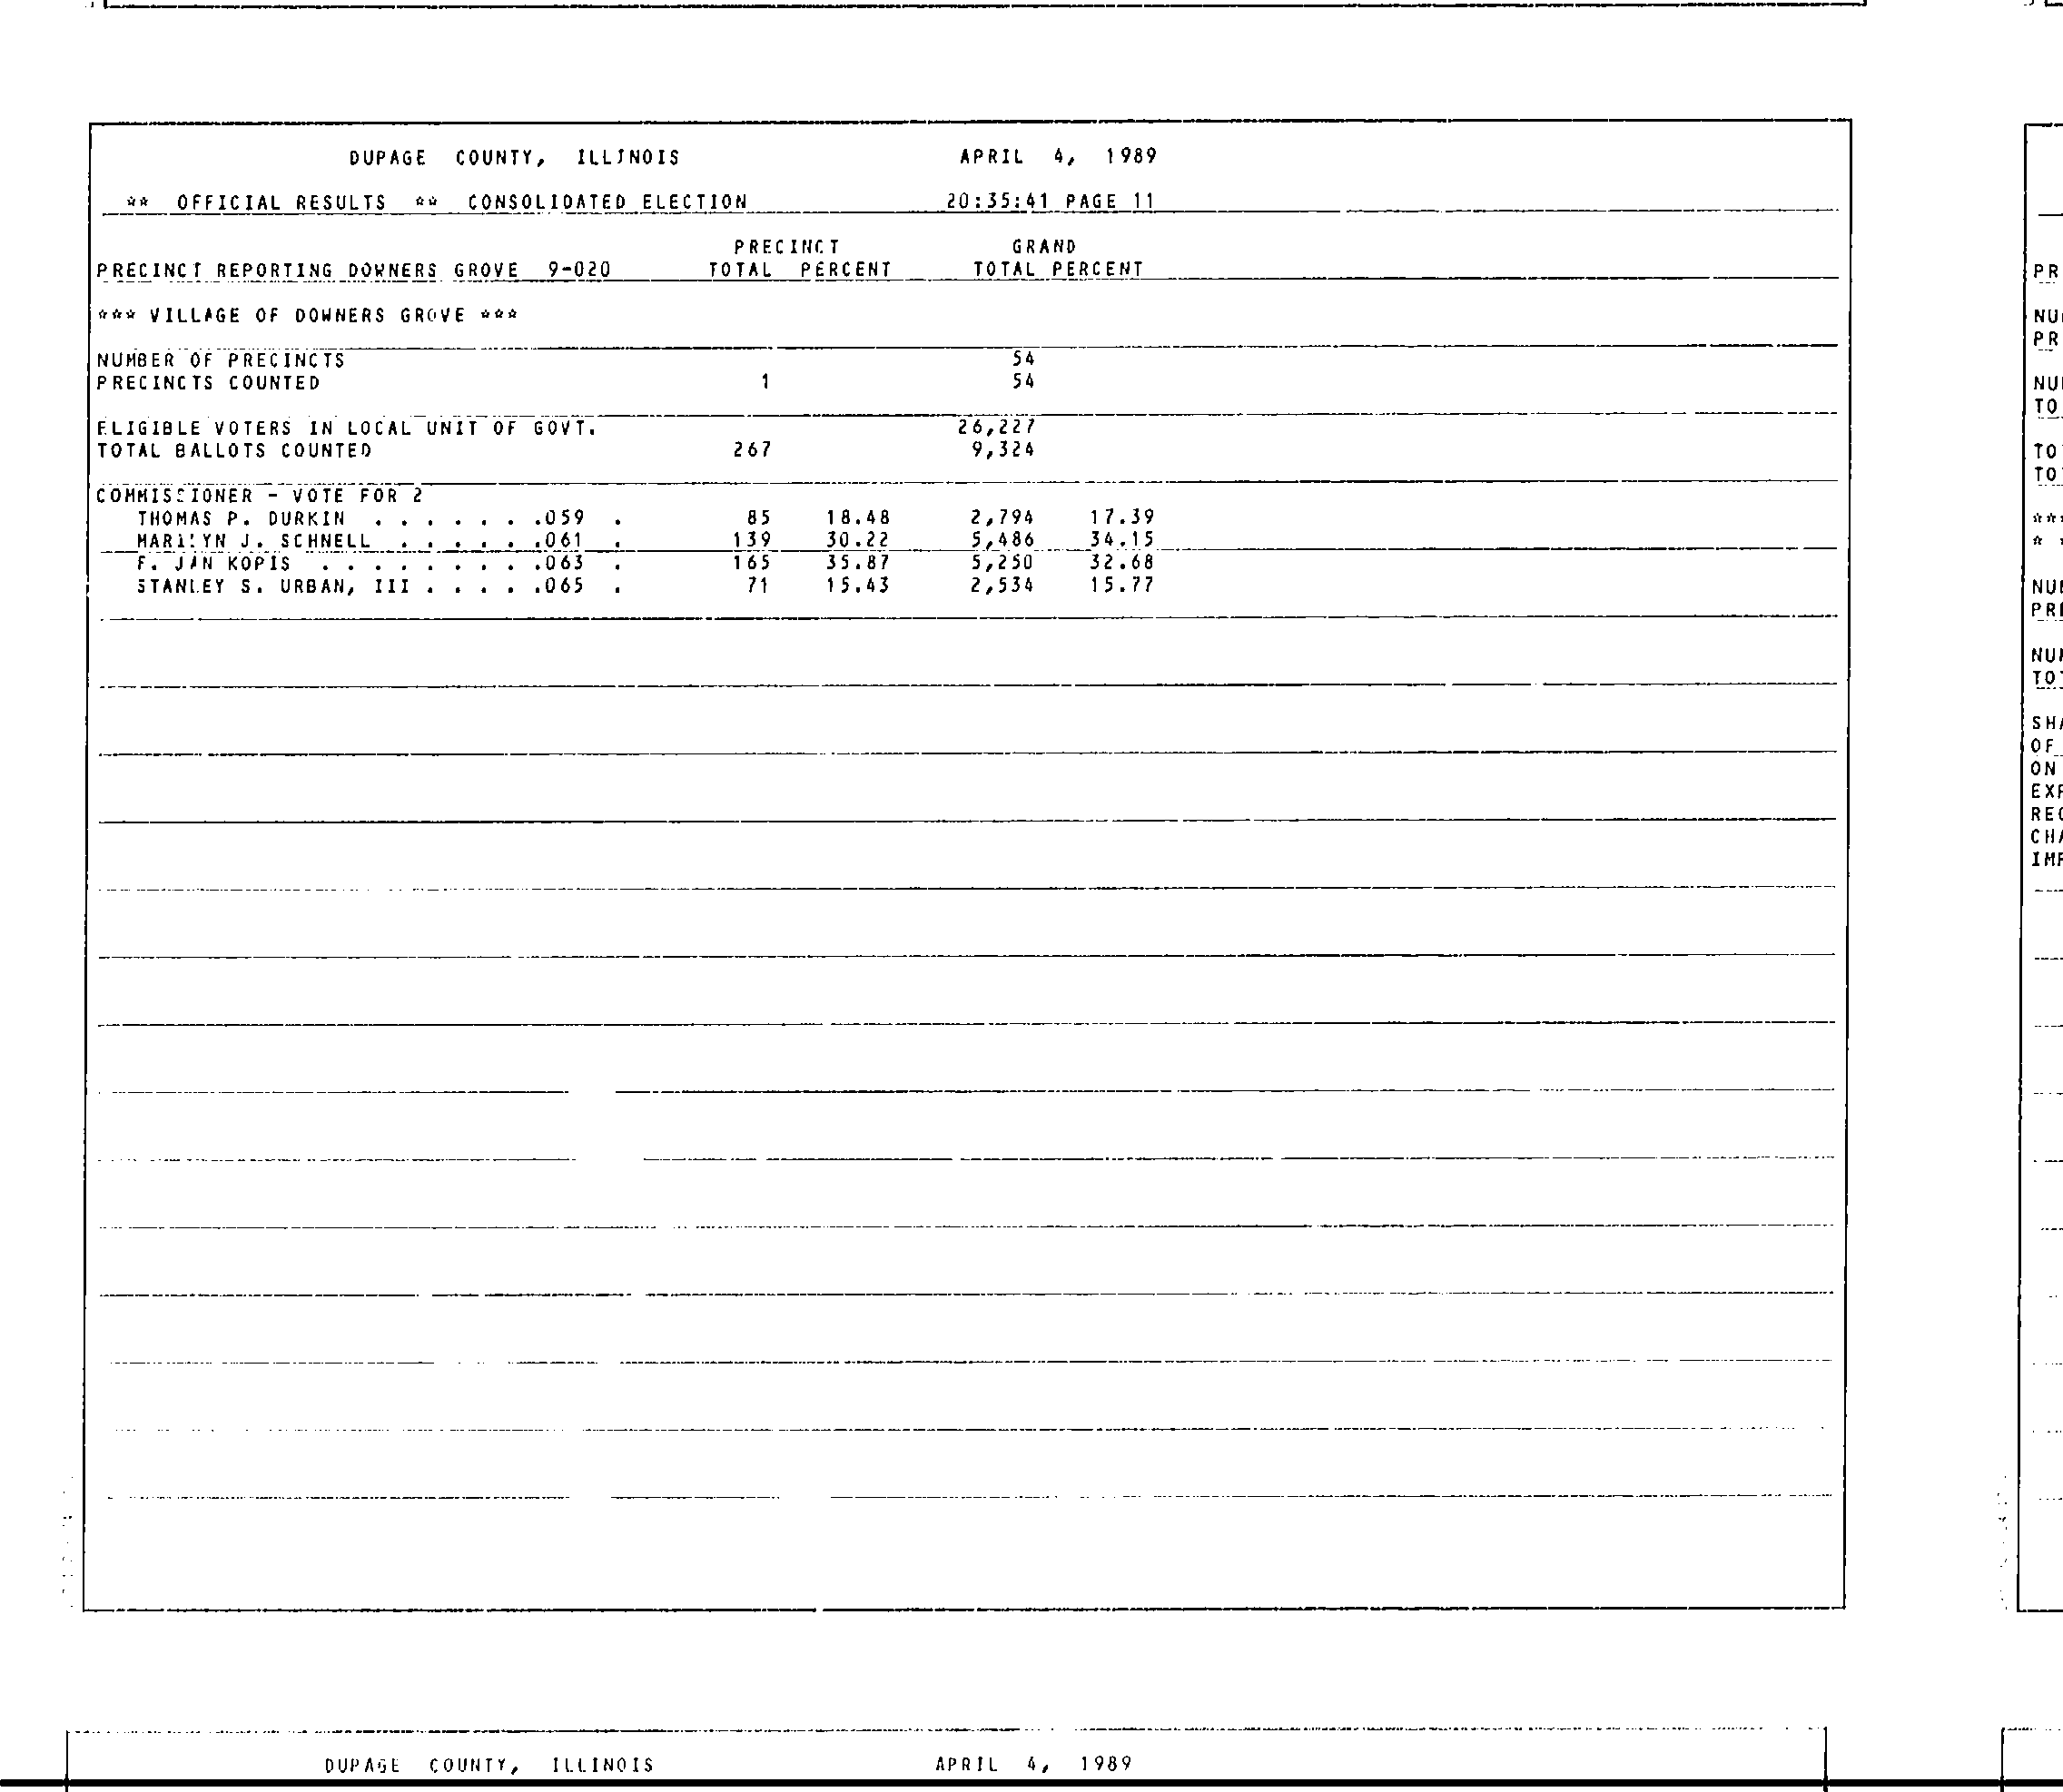 DUPAGE COUNTY, ILLINOIS APRIL 4, 1989
** OFFICIAL RESULTS ** CONSOLIDATED ELECTION 20:35:41 PAGE 11
PRECINCT GRAND
PRECINCT REPORTING DOWNERS GROVE 9-020 TOTAL PERCENT TOTAL PERCENT
*** VILLAGE OF DOWNERS GROVE ***
NUMBER OF PRECINCTS 54
PRECINCTS COUNTED 1 54
ELIGIBLE VOTERS IN LOCAL UNIT OF GOVT. 26,227
TOTAL BALLOTS COUNTED 267 9,324
COMMISSIONER - VOTE FOR 2
THOMAS P. DURKIN . . . . . . .059 . 85 18.48 2,794 17.39
MARILYN J. SCHNELL . . . . . .061 . 139 30.22 5,486 34.15
F. JAN KOPIS . . . . . . . . .063 . 165 35.87 5,250 32.68
STANLEY S. URBAN, III . . . . .065 . 71 15.43 2,534 15.77
PR
NU
PR
NU
TO
TO
TO
***
*
NU
PR
NU
TO
SHA
OF
ON
EX
REC
CHA
IMP
DUPAGE COUNTY, ILLINOIS APRIL 4, 1989